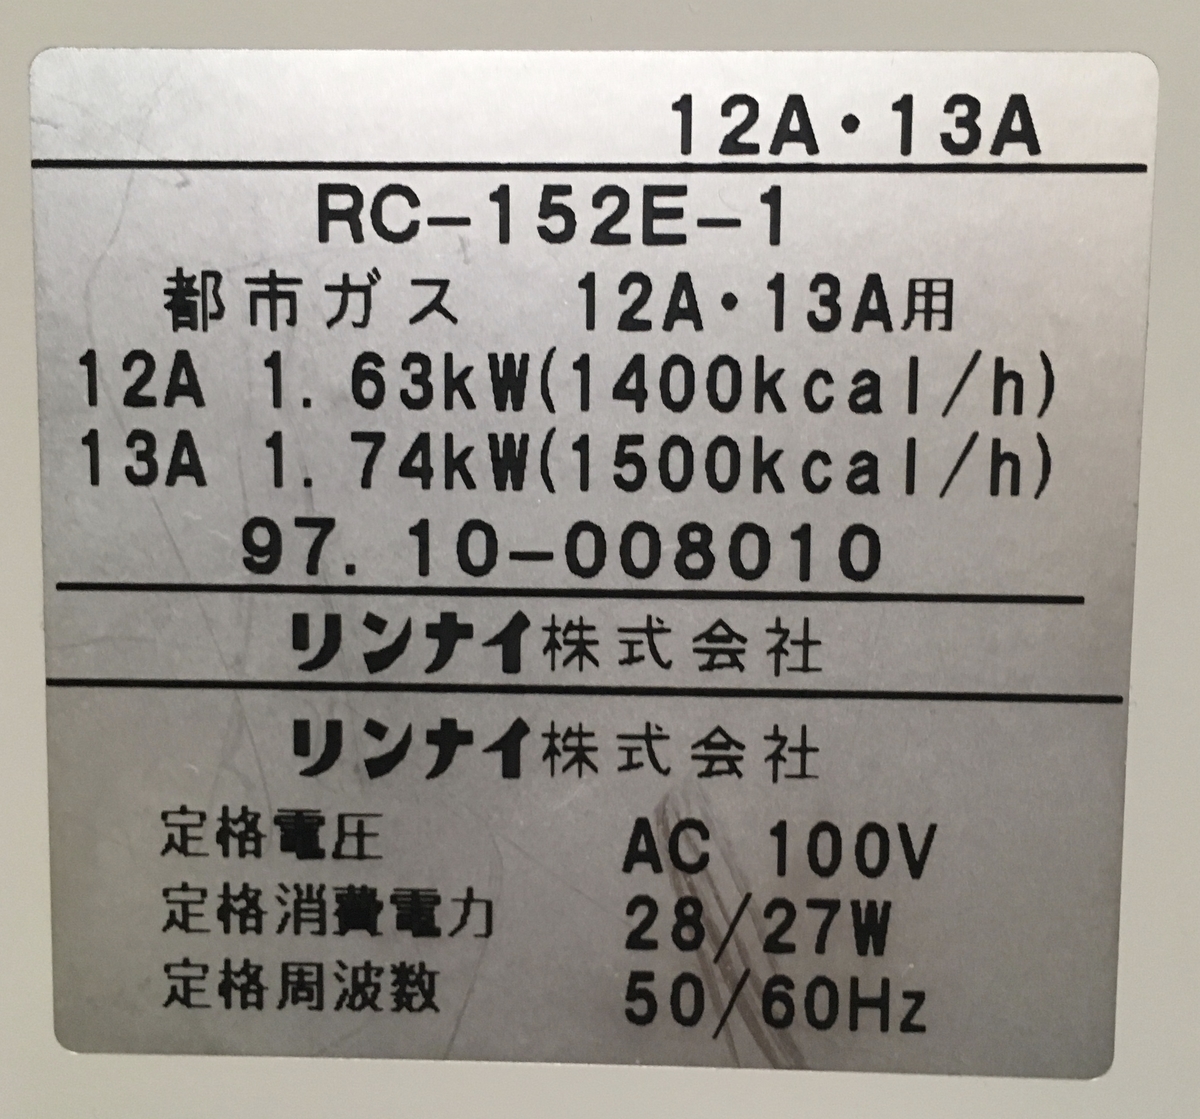 12A・13A
RC-152E-1
都市ガス 12A・13A用
12A 1.63kW(1400kcal/h)
13A 1.74kW(1500kcal/h)
97.10-008010
リンナイ株式会社
リンナイ株式会社
定格電圧 AC 100V
定格消費電力 28/27W
定格周波数 50/60Hz